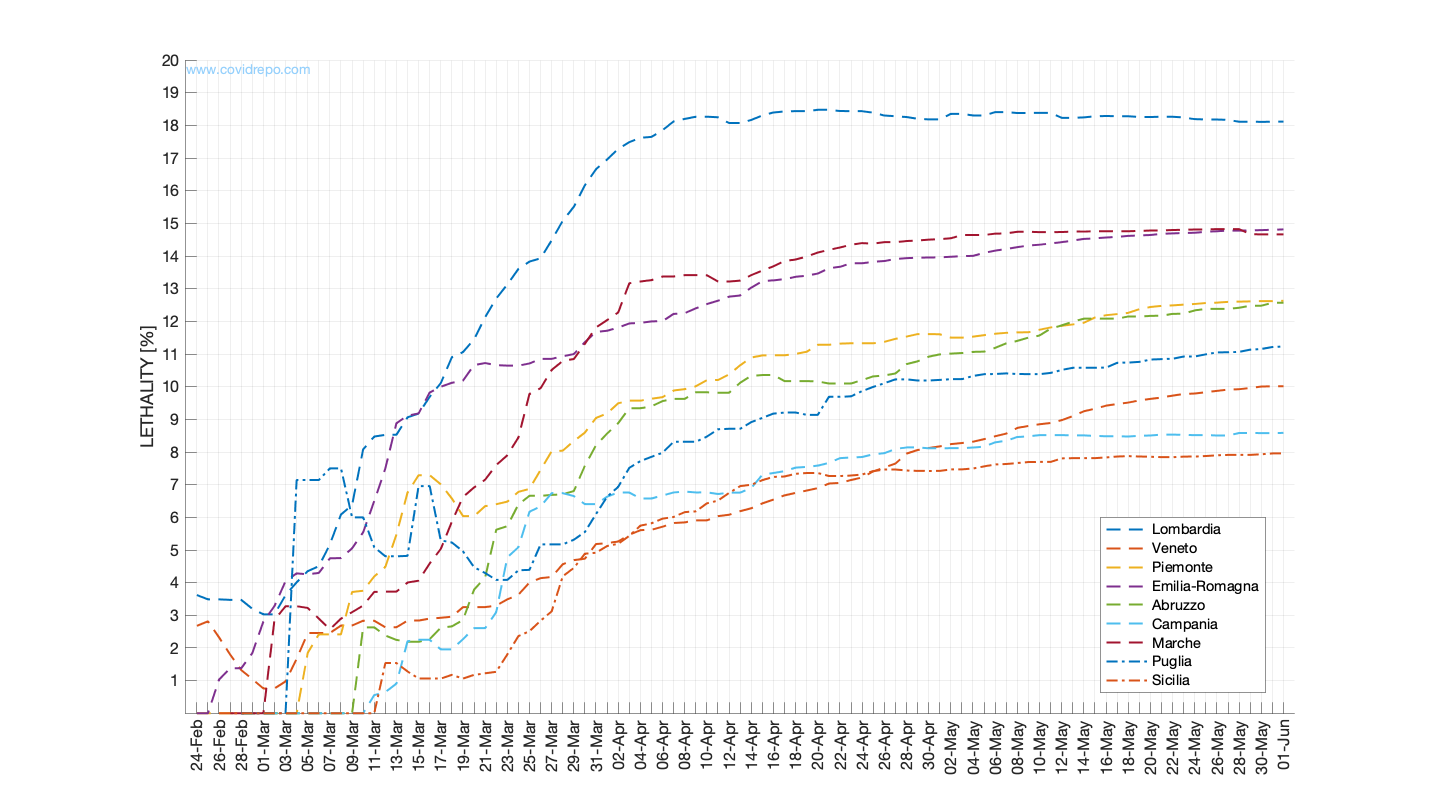 www.covidrepo.com
LETHALITY [%]
20
19
18
17
16
15
14
13
12
11
10
9
8
7
6
5
4
3
2
1
24-Feb
26-Feb
28-Feb
01-Mar
03-Mar
05-Mar
07-Mar
09-Mar
11-Mar
13-Mar
15-Mar
17-Mar
19-Mar
21-Mar
23-Mar
25-Mar
27-Mar
29-Mar
31-Mar
02-Apr
04-Apr
06-Apr
08-Apr
10-Apr
12-Apr
14-Apr
16-Apr
18-Apr
20-Apr
22-Apr
24-Apr
26-Apr
28-Apr
30-Apr
02-May
04-May
06-May
08-May
10-May
12-May
14-May
16-May
18-May
20-May
22-May
24-May
26-May
28-May
30-May
01-Jun
Lombardia
Veneto
Piemonte
Emilia-Romagna
Abruzzo
Campania
Marche
Puglia
Sicilia